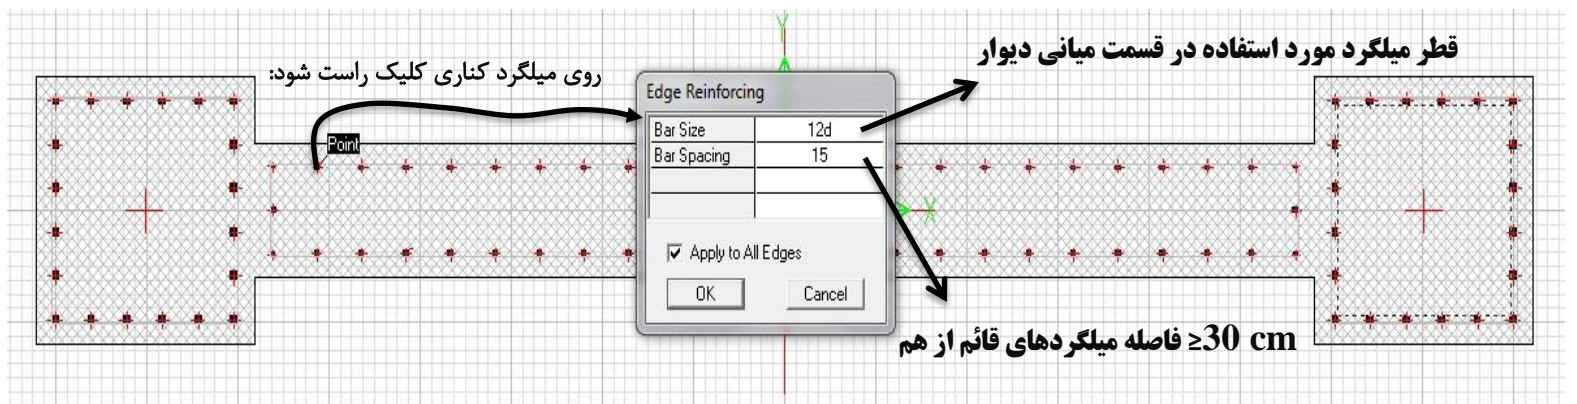 قطر میلگرد مورد استفاده در قسمت میانی دیوار
روی میلگرد کناری کلیک راست شود:
Y
Edge Reinforcing
Bar Size 12d
Bar Spacing 15
Point
X
Apply to All Edges
OK Cancel
فاصله میلگردهای قائم از هم ≤30 cm